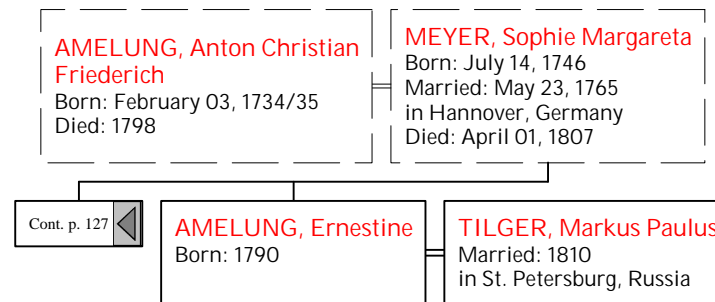 AMELUNG, Anton Christian
Friederich
Born: February 03, 1734/35
Died: 1798
MEYER, Sophie Margareta
Born: July 14, 1746
Married: May 23, 1765
in Hannover, Germany
Died: April 01, 1807
Cont. p. 127
AMELUNG, Ernestine
Born: 1790
TILGER, Markus Paulus
Married: 1810
in St. Petersburg, Russia